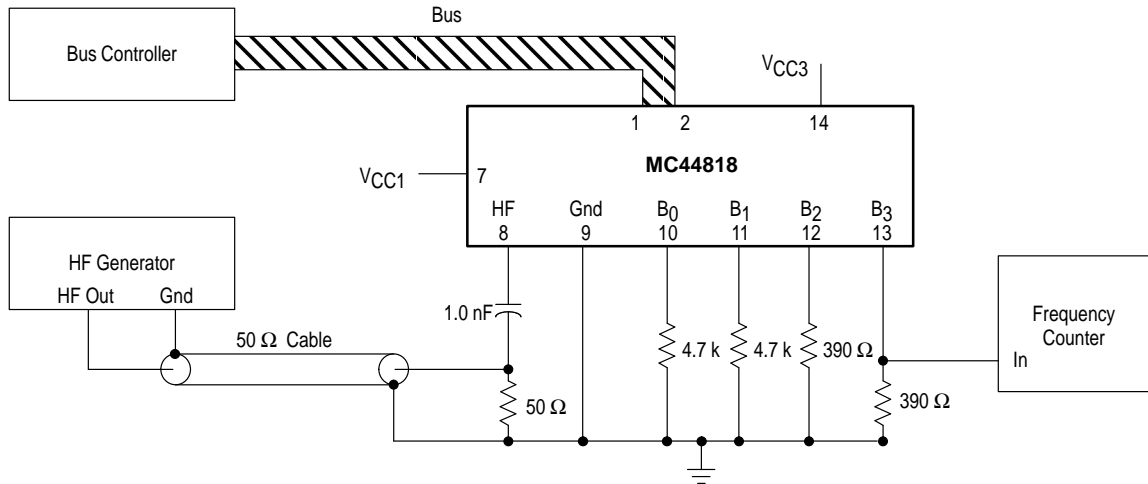 Bus
Bus Controller
VCC3
1 2 14
MC44818
VCC1 7
HF Gnd B0 B1 B2 B3
8 9 10 11 12 13
HF Generator
HF Out Gnd
1.0 nF
Frequency
Counter
In
50 Ω Cable
4.7 k 4.7 k 390 Ω
50 Ω
390 Ω